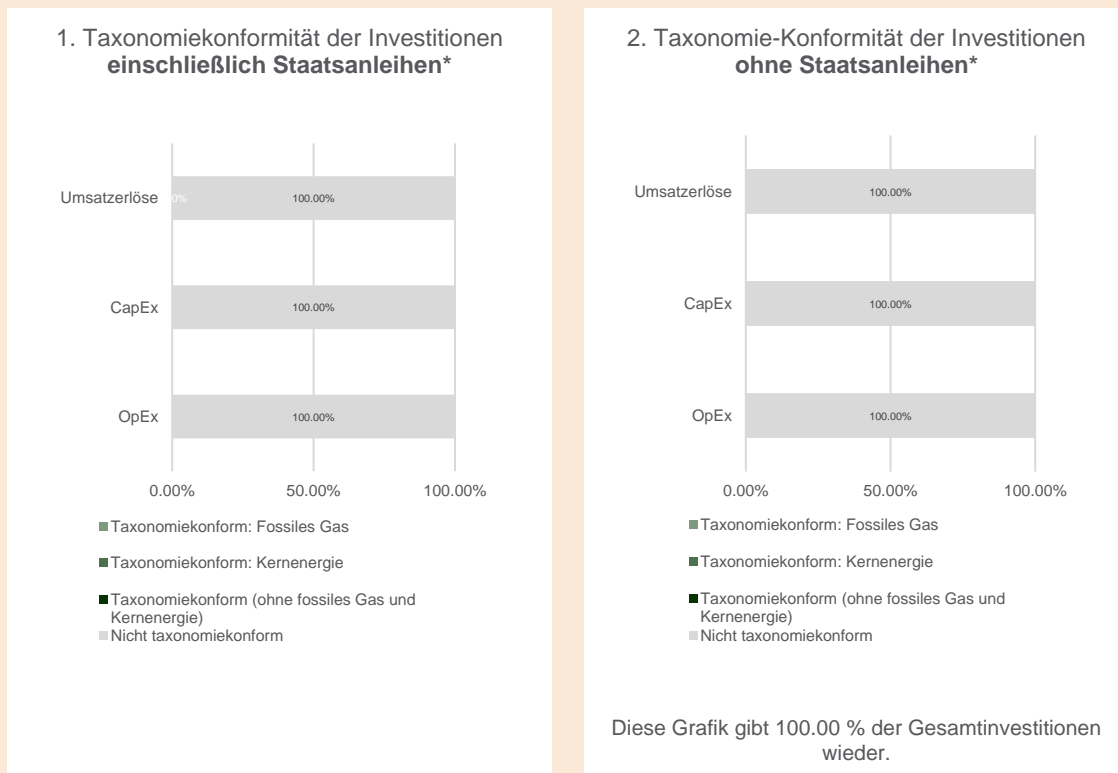 1. Taxonomiekonformität der Investitionen
einschließlich Staatsanleihen*
Umsatzerlöse
0%
100.00%
CapEx
100.00%
OpEx
100.00%
0.00%
50.00%
100.00%
Taxonomiekonform: Fossiles Gas
Taxonomiekonform: Kernenergie
Taxonomiekonform (ohne fossiles Gas und
Kernenergie)
Nicht taxonomiekonform
2. Taxonomie-Konformität der Investitionen
ohne Staatsanleihen*
Umsatzerlöse
100.00%
CapEx
100.00%
OpEx
100.00%
0.00%
50.00%
100.00%
Taxonomiekonform: Fossiles Gas
Taxonomiekonform: Kernenergie
Taxonomiekonform (ohne fossiles Gas und
Kernenergie)
Nicht taxonomiekonform
Diese Grafik gibt 100.00 % der Gesamtinvestitionen
wieder.